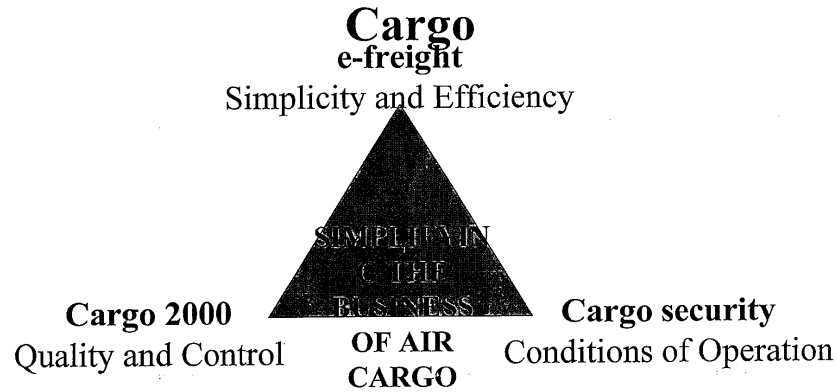 Cargo
e-freight
Simplicity and Efficiency
SIMPLIFYIN
G THE
BUSINESS
OF AIR
CARGO
Cargo 2000
Quality and Control
Cargo security
Conditions of Operation